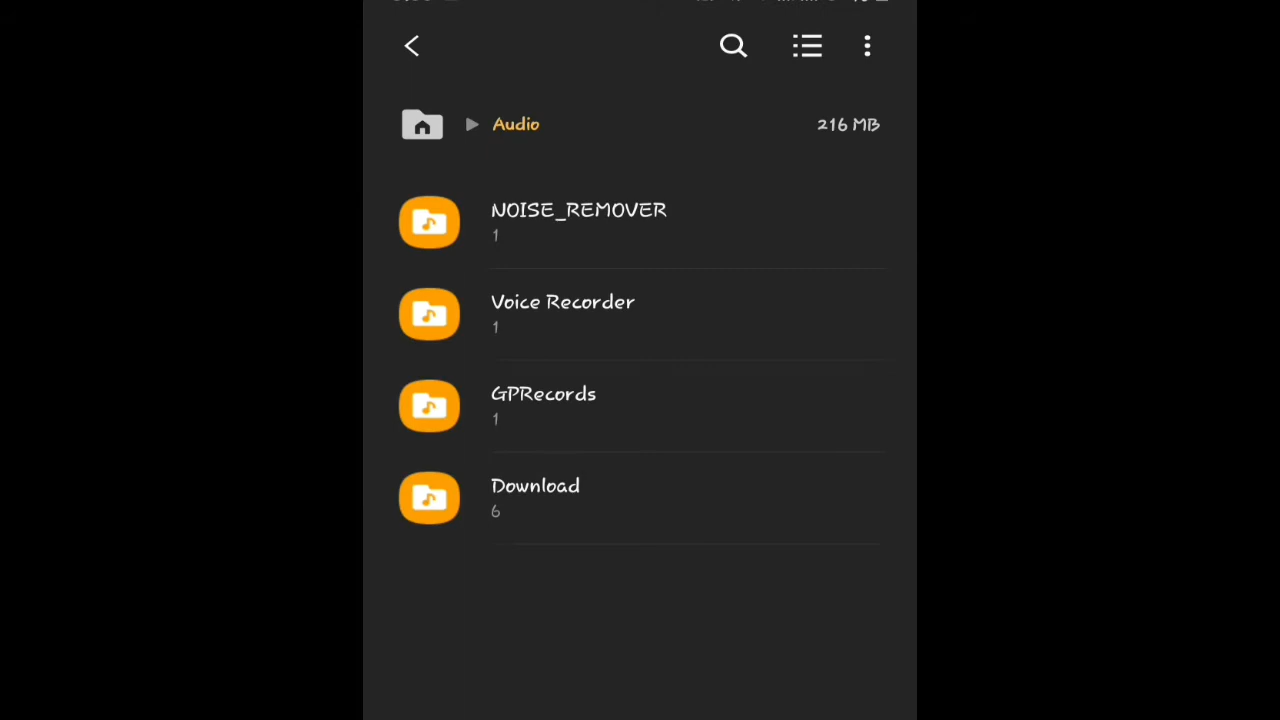 Audio
216 MB
NOISE_REMOVER
1
Voice Recorder
1
GPRecords
1
Download
6